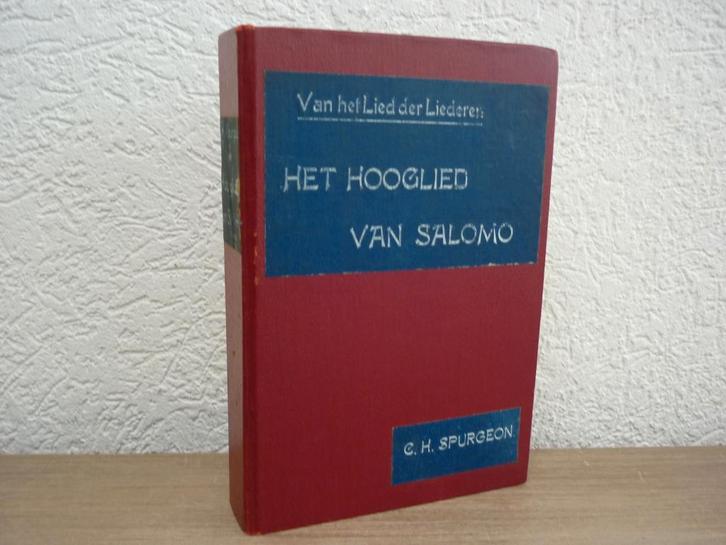 Van het Lied der Liederen
HET HOOGLIED
VAN SALOMO
C. H. SPURGEON